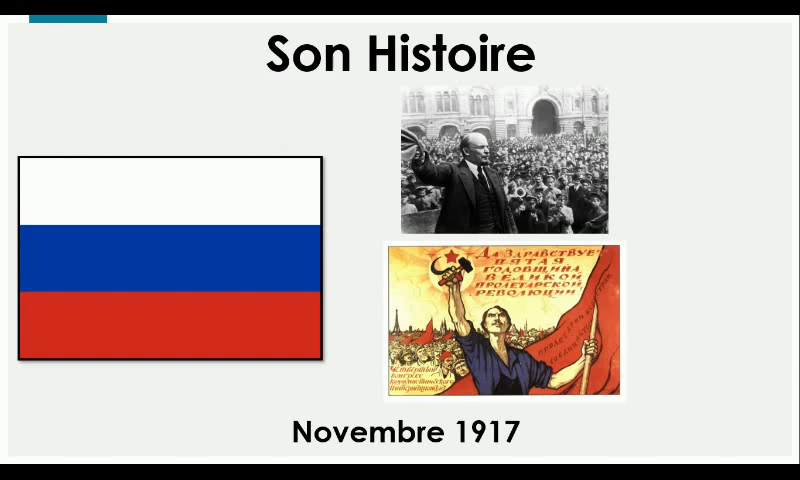 Son Histoire
ДА ЗДРАВСТВУЕТ
ПЯТАЯ
ГОДОВЩИНА
ВЕЛИКОЙ
ПРОЛЕТАРСКОЙ
РЕВОЛЮЦИИ!
Novembre 1917